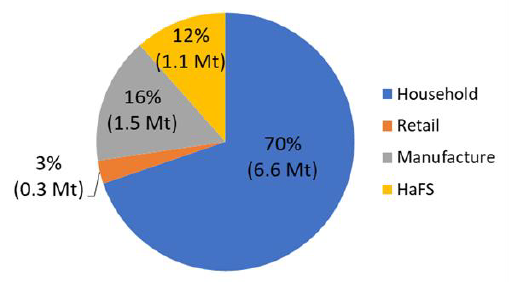 12%
(1.1 Mt)
16%
(1.5 Mt)
3%
(0.3 Mt)
70%
(6.6 Mt)
Household
Retail
Manufacture
HaFS